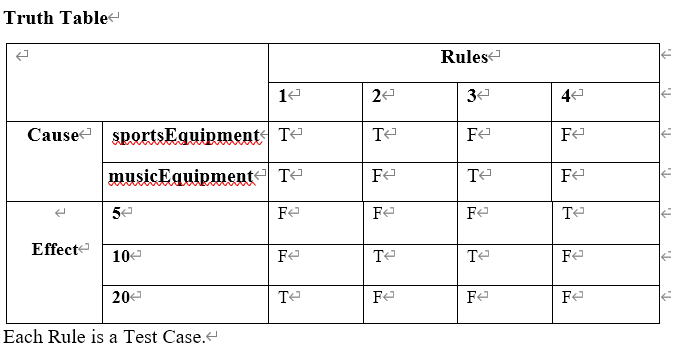 Truth Table
Rules
1 2 3 4
Cause sportsEquipment T T F F
musicEquipment T F T F
Effect 5 F F F T
10 F T T F
20 T F F F
Each Rule is a Test Case.